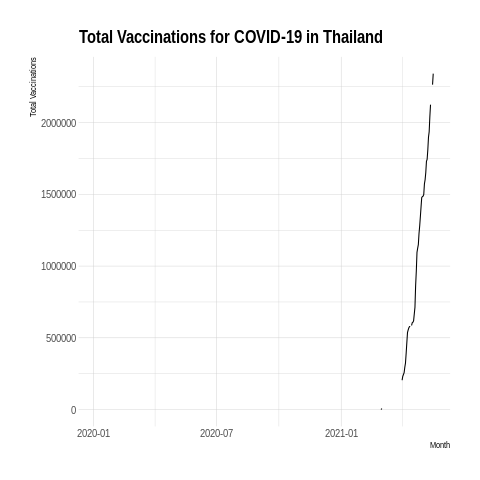 Total Vaccinations for COVID-19 in Thailand
Total Vaccinations
2000000
1500000
1000000
500000
0
2020-01 2020-07 2021-01
Month